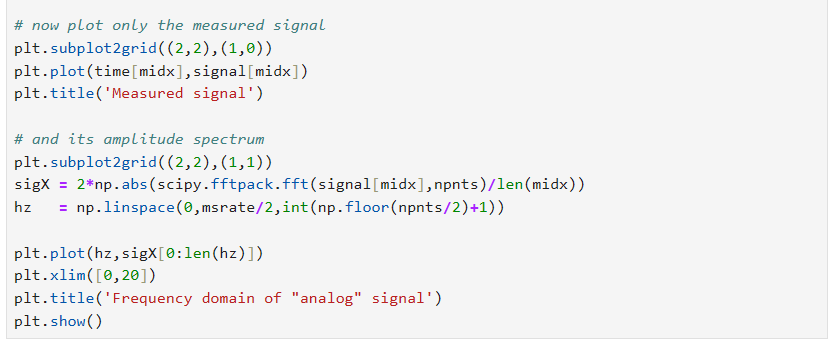 # now plot only the measured signal
plt.subplot2grid((2,2),(1,0))
plt.plot(time[midx],signal[midx])
plt.title('Measured signal')
# and its amplitude spectrum
plt.subplot2grid((2,2),(1,1))
sigX = 2*np.abs(scipy.fftpack.fft(signal[midx],npnts)/len(midx))
hz   = np.linspace(0,msrate/2,int(np.floor(npnts/2)+1))
plt.plot(hz,sigX[0:len(hz)])
plt.xlim([0,20])
plt.title('Frequency domain of "analog" signal')
plt.show()